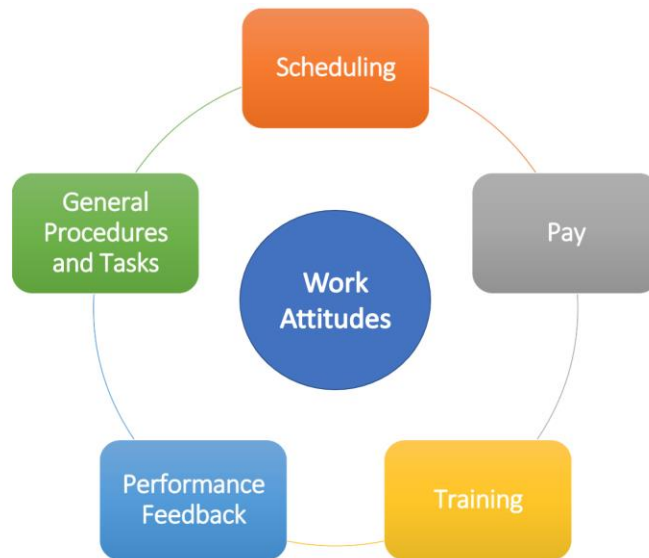 Scheduling
General
Procedures
and Tasks
Pay
Work
Attitudes
Performance
Feedback
Training